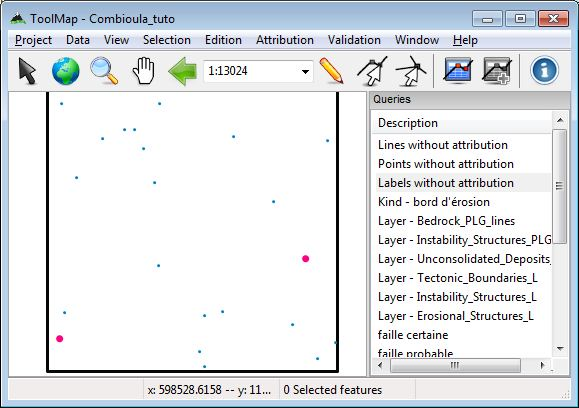 ToolMap - Combioula_tuto
Project Data View Selection Edition Attribution Validation Window Help
1:13024
Queries
Description
Lines without attribution
Points without attribution
Labels without attribution
Kind - bord d'érosion
Layer - Bedrock_PLG_lines
Layer - Instability_Structures_PLG
Layer - Unconsolidated_Deposits_
Layer - Tectonic_Boundaries_L
Layer - Instability_Structures_L
Layer - Erosional_Structures_L
faille certaine
faille probable
x: 598528.6158 -- y: 11... 0 Selected features